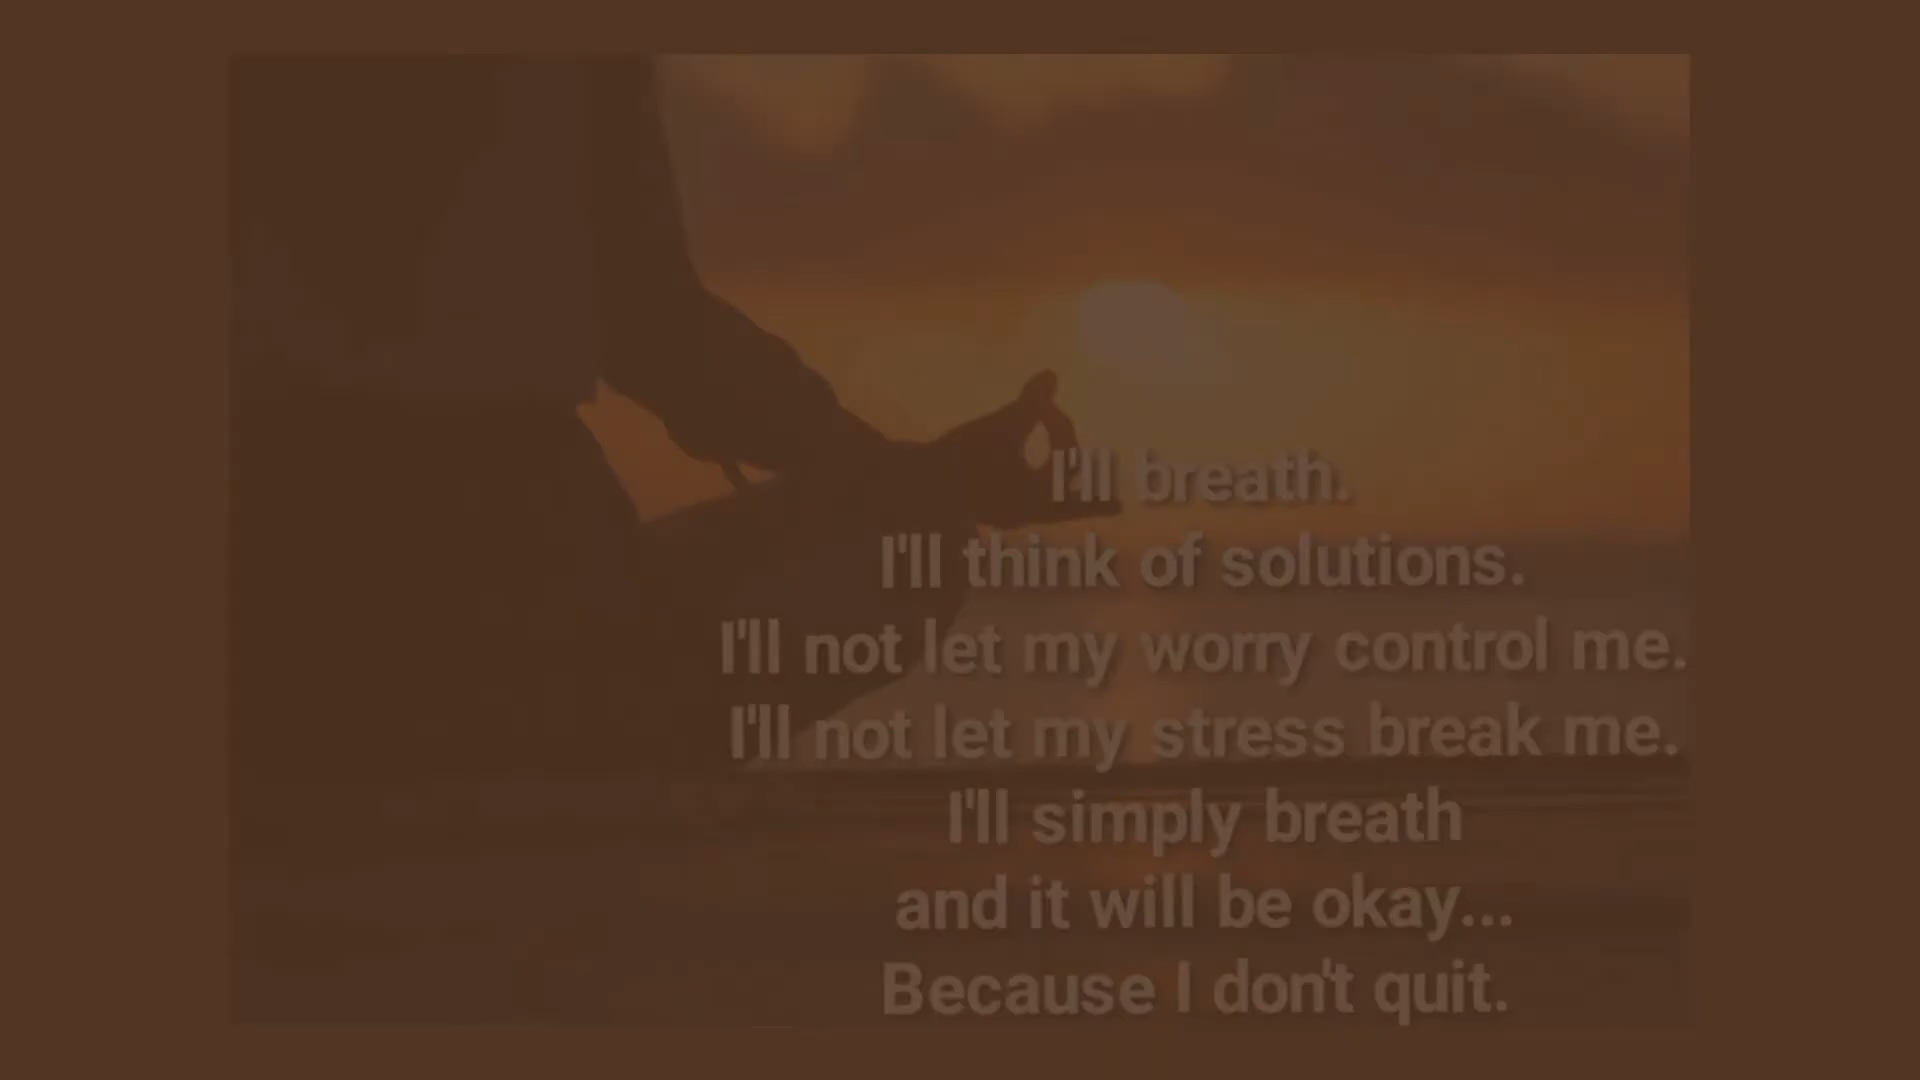 I'll breath.
I'll think of solutions.
I'll not let my worry control me.
I'll not let my stress break me.
I'll simply breath
and it will be okay...
Because I don't quit.